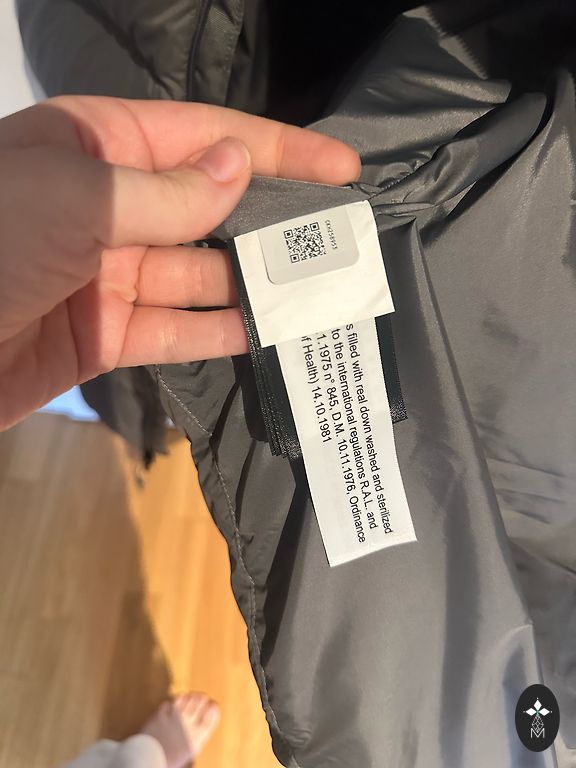 CKH258953
s filled with real down washed and sterilized
to the international regulations R.A.L. and
.1.1975 n° 845, D.M. 10.11.1976, Ordinance
f Health) 14.10.1981
M